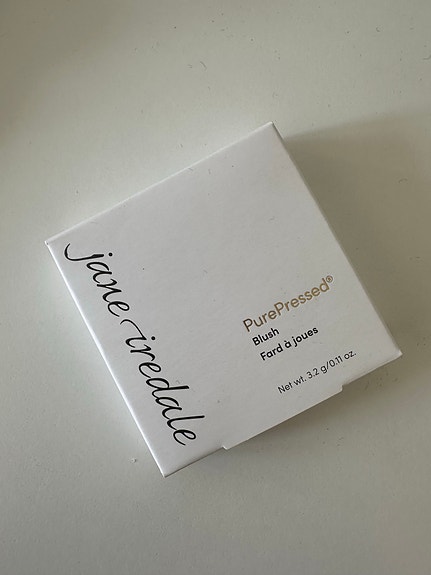 jane iredale
PurePressed®
Blush
Fard à joues
Net wt. 3.2 g/0.11 oz.